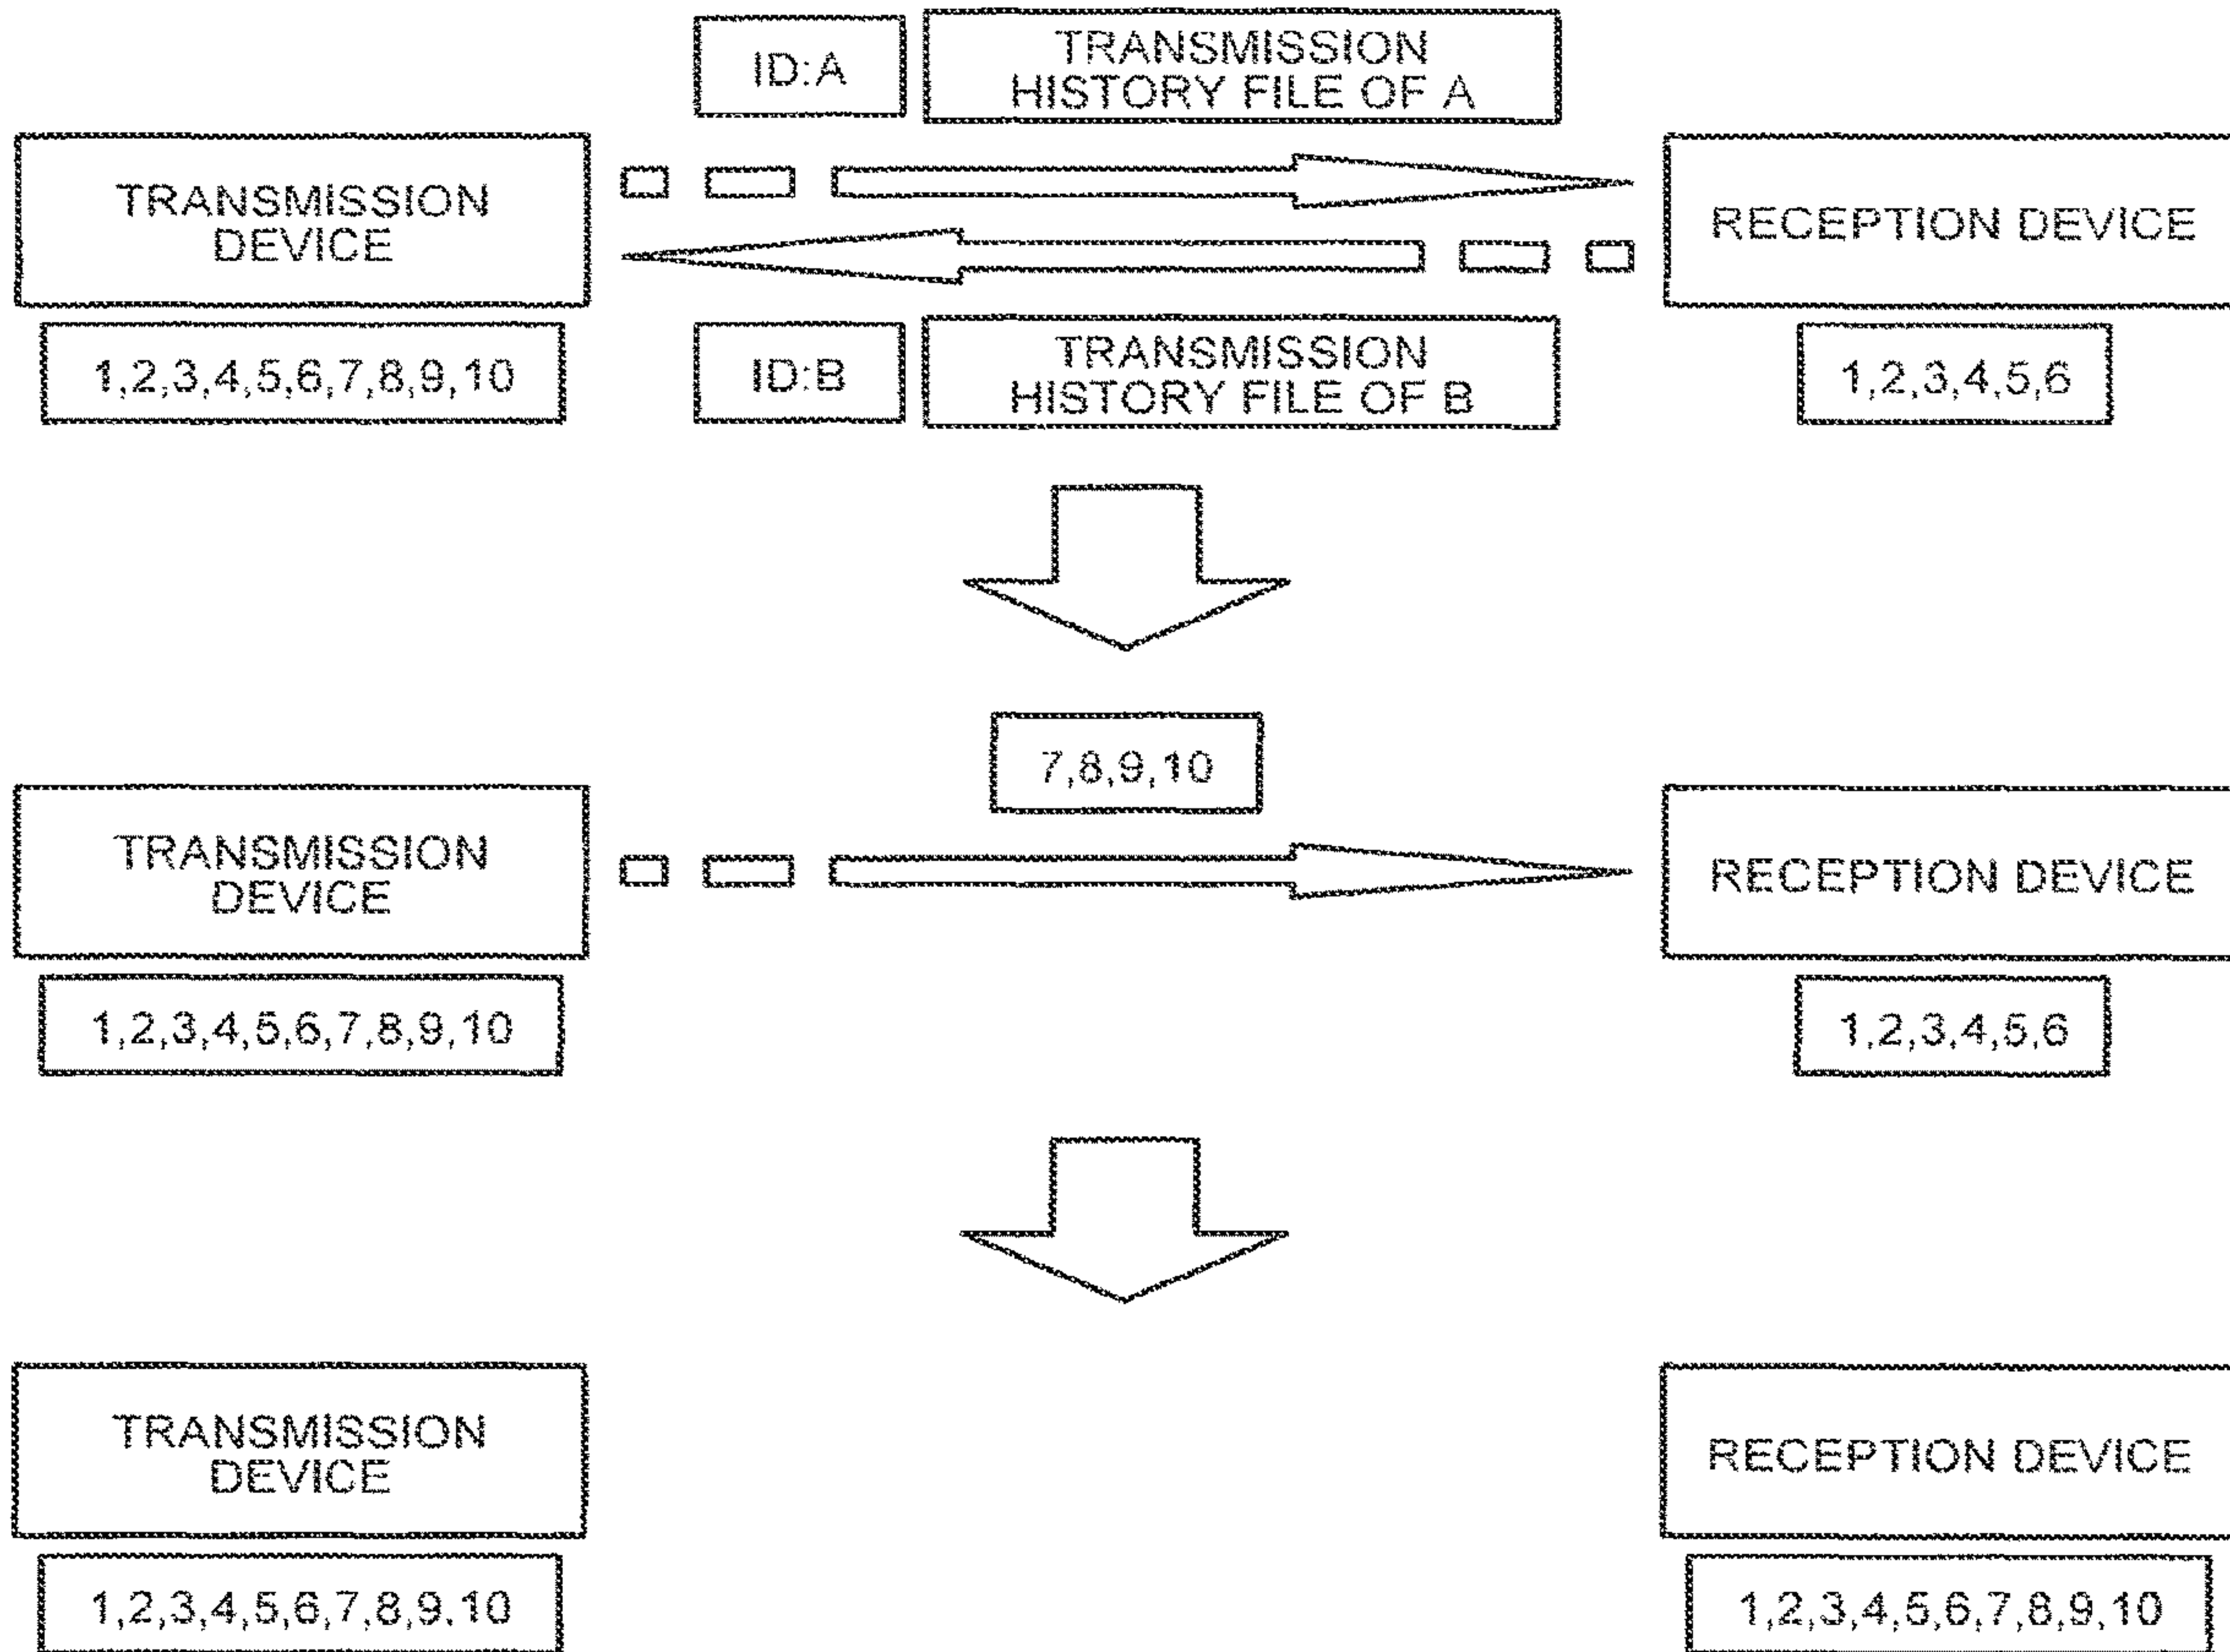 ID:A
TRANSMISSION
HISTORY FILE OF A
TRANSMISSION
DEVICE
RECEPTION DEVICE
1,2,3,4,5,6,7,8,9,10
ID:B
TRANSMISSION
HISTORY FILE OF B
1,2,3,4,5,6
7,8,9,10
TRANSMISSION
DEVICE
RECEPTION DEVICE
1,2,3,4,5,6,7,8,9,10
1,2,3,4,5,6
TRANSMISSION
DEVICE
RECEPTION DEVICE
1,2,3,4,5,6,7,8,9,10
1,2,3,4,5,6,7,8,9,10